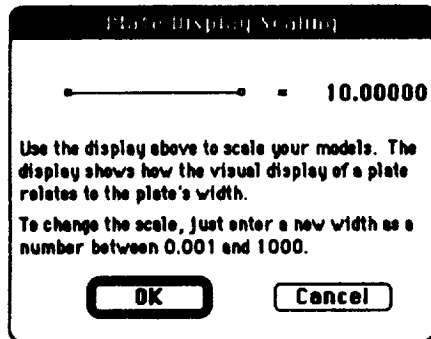 Plate Display Scaling
= 10.00000
Use the display above to scale your models. The
display shows how the visual display of a plate
relates to the plate's width.
To change the scale, just enter a new width as a
number between 0.001 and 1000.
OK Cancel